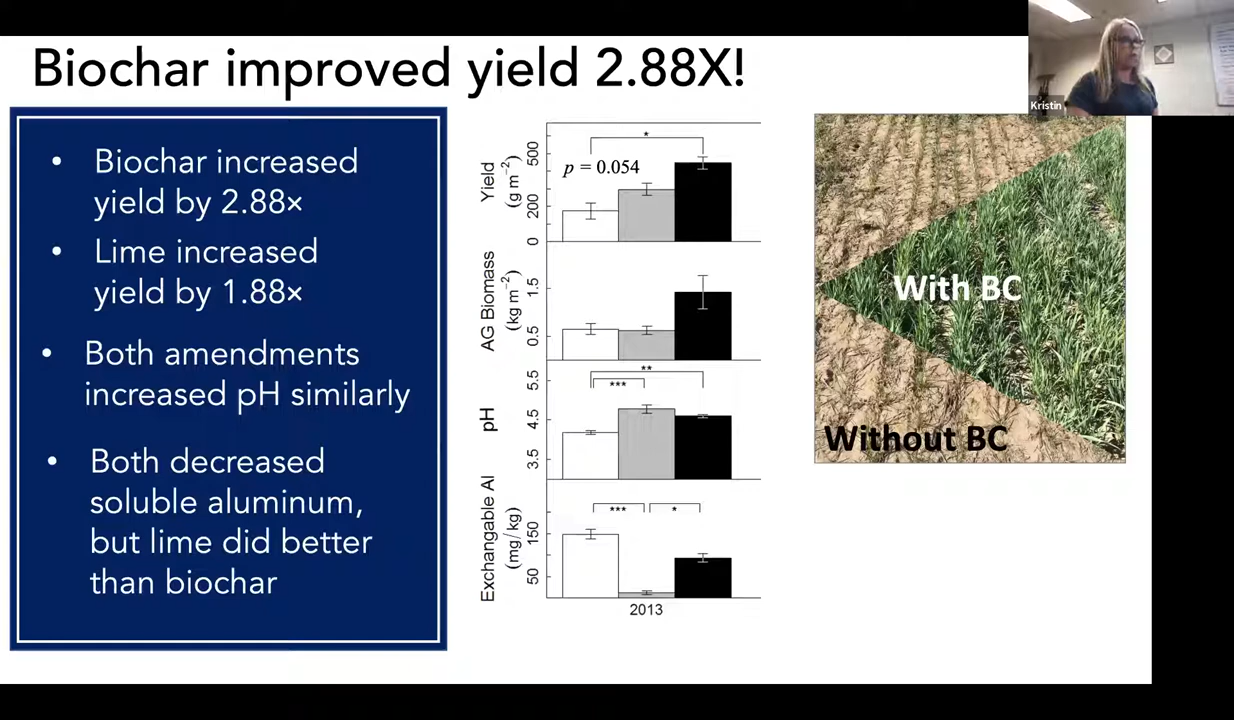 Biochar improved yield 2.88X!
• Biochar increased
yield by 2.88×
• Lime increased
yield by 1.88×
• Both amendments
increased pH similarly
• Both decreased
soluble aluminum,
but lime did better
than biochar
Yield
(g m⁻²)
0 200 500
*
p = 0.054
AG Biomass
(kg m⁻²)
0.5 1.5
pH
3.5 4.5 5.5
**
***
Exchangable Al
(mg/kg)
50 150
*** *
2013
With BC
Without BC
Kristin